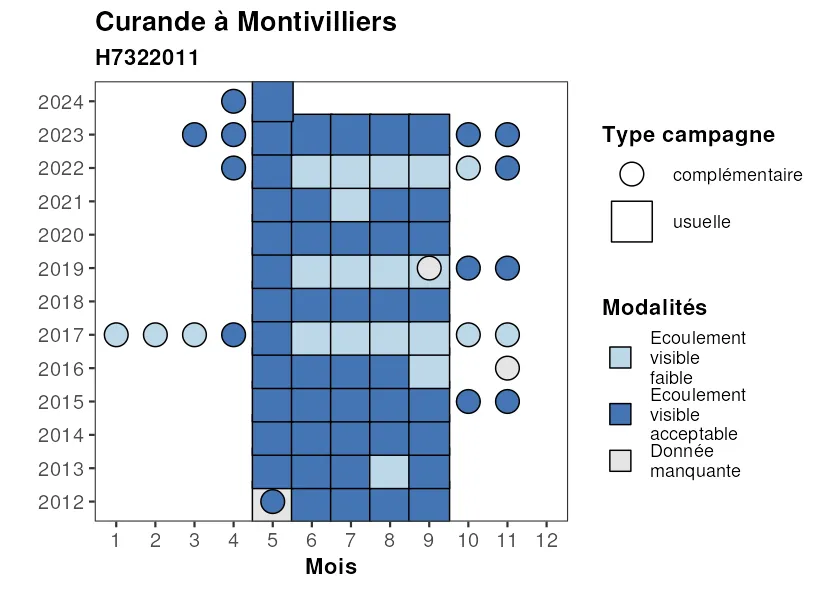 Curande à Montivilliers
H7322011
2024
2023
2022
2021
2020
2019
2018
2017
2016
2015
2014
2013
2012
1 2 3 4 5 6 7 8 9 10 11 12
Mois
Type campagne
complémentaire
usuelle
Modalités
Ecoulement
visible
faible
Ecoulement
visible
acceptable
Donnée
manquante